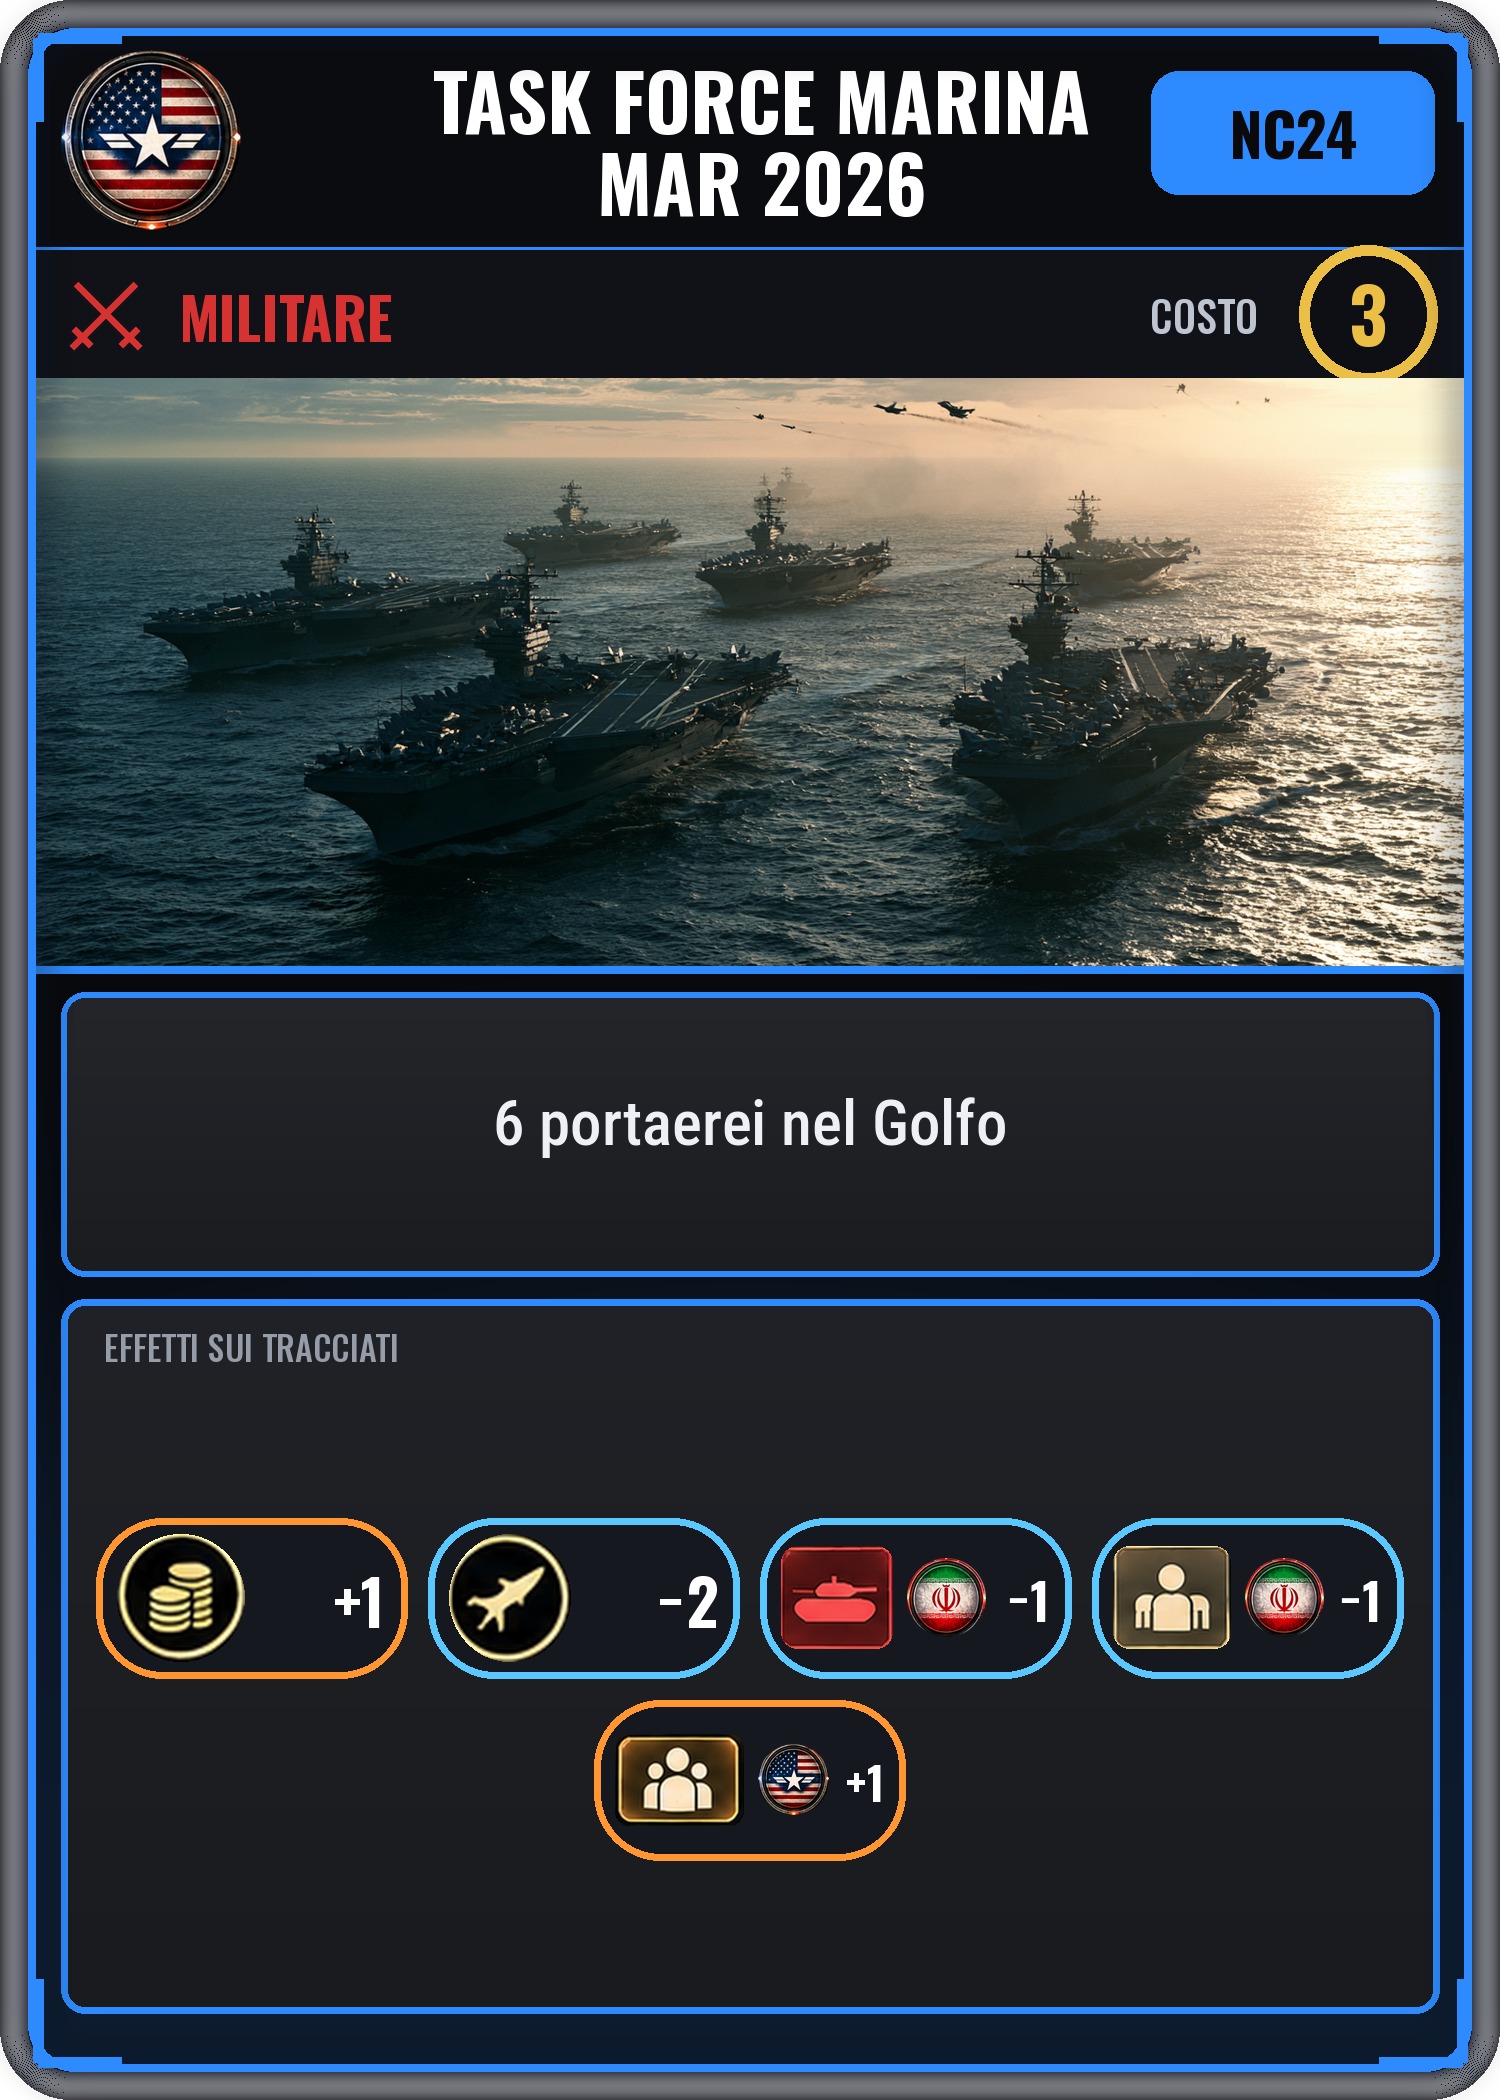 TASK FORCE MARINA
MAR 2026
NC24
MILITARE
COSTO
3
6 portaerei nel Golfo
EFFETTI SUI TRACCIATI
+1
−2
−1
−1
+1